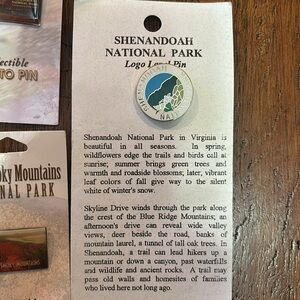 SHENANDOAH
NATIONAL PARK
Logo Lapel Pin
Shenandoah National Park in Virginia is
beautiful in all seasons. In spring,
wildflowers edge the trails and birds call at
sunrise; summer brings green trees and
warmth and roadside blossoms; later, vibrant
leaf colors of fall give way to the silent
white of winter's snow.
Skyline Drive winds through the park along
the crest of the Blue Ridge Mountains; an
afternoon's drive can reveal wide valley
views, deer beside the road, banks of
mountain laurel, a tunnel of tall oak trees. In
Shenandoah, a trail can lead hikers up a
mountain or down a canyon, past waterfalls
and wildlife and ancient rocks. A trail may
pass old walls and homesites of families
who lived here not long ago.
ectible
TO PIN
ky Mountains
NAL PARK